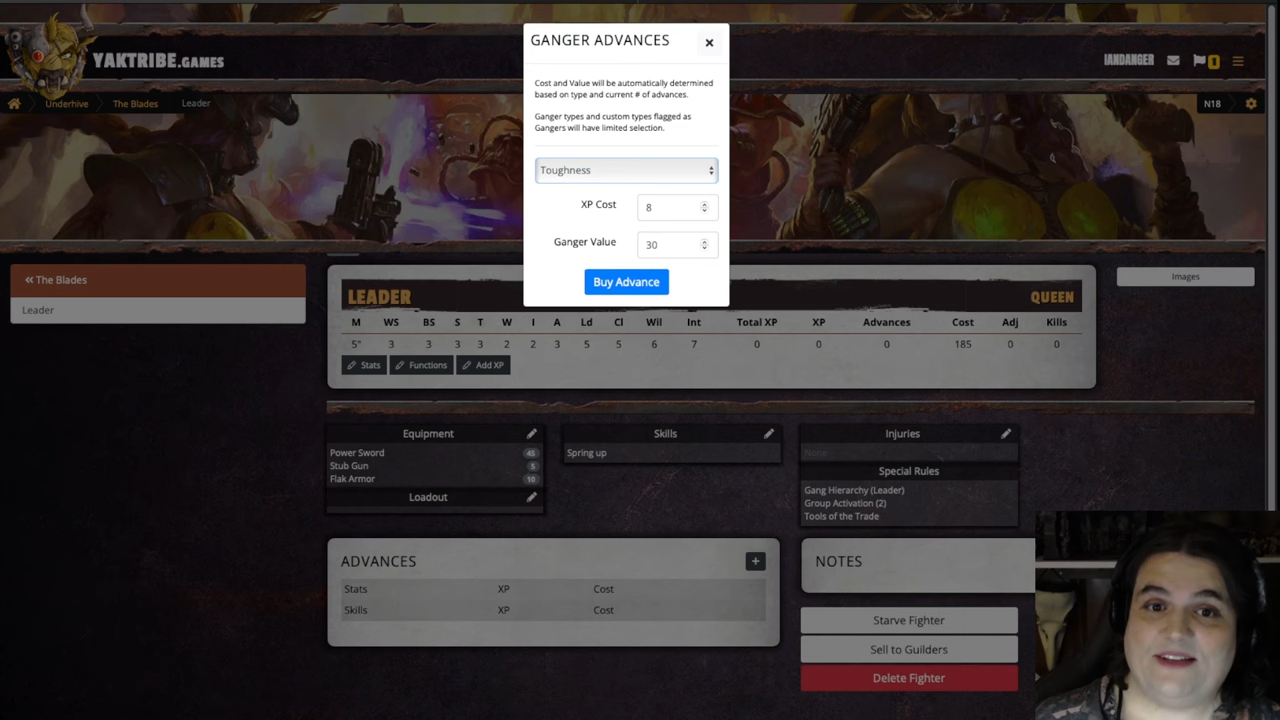 GANGER ADVANCES
×
Cost and Value will be automatically determined
based on type and current # of advances.
Ganger types and custom types flagged as
Gangers will have limited selection.
Toughness
XP Cost 8
Ganger Value 30
Buy Advance
YAKTRIBE.GAMES
IANDANGER
0
Underhive The Blades Leader
N18
« The Blades
Leader
Images
LEADER QUEEN
M WS BS S T W I A Ld Cl Wil Int Total XP XP Advances Cost Adj Kills
5" 3 3 3 3 2 2 3 5 5 6 7 0 0 0 185 0 0
Stats Functions Add XP
Equipment
Power Sword 45
Stub Gun 5
Flak Armor 10
Loadout
Skills
Spring up
Injuries
None
Special Rules
Gang Hierarchy (Leader)
Group Activation (2)
Tools of the Trade
ADVANCES +
Stats XP Cost
Skills XP Cost
NOTES
Starve Fighter
Sell to Guilders
Delete Fighter